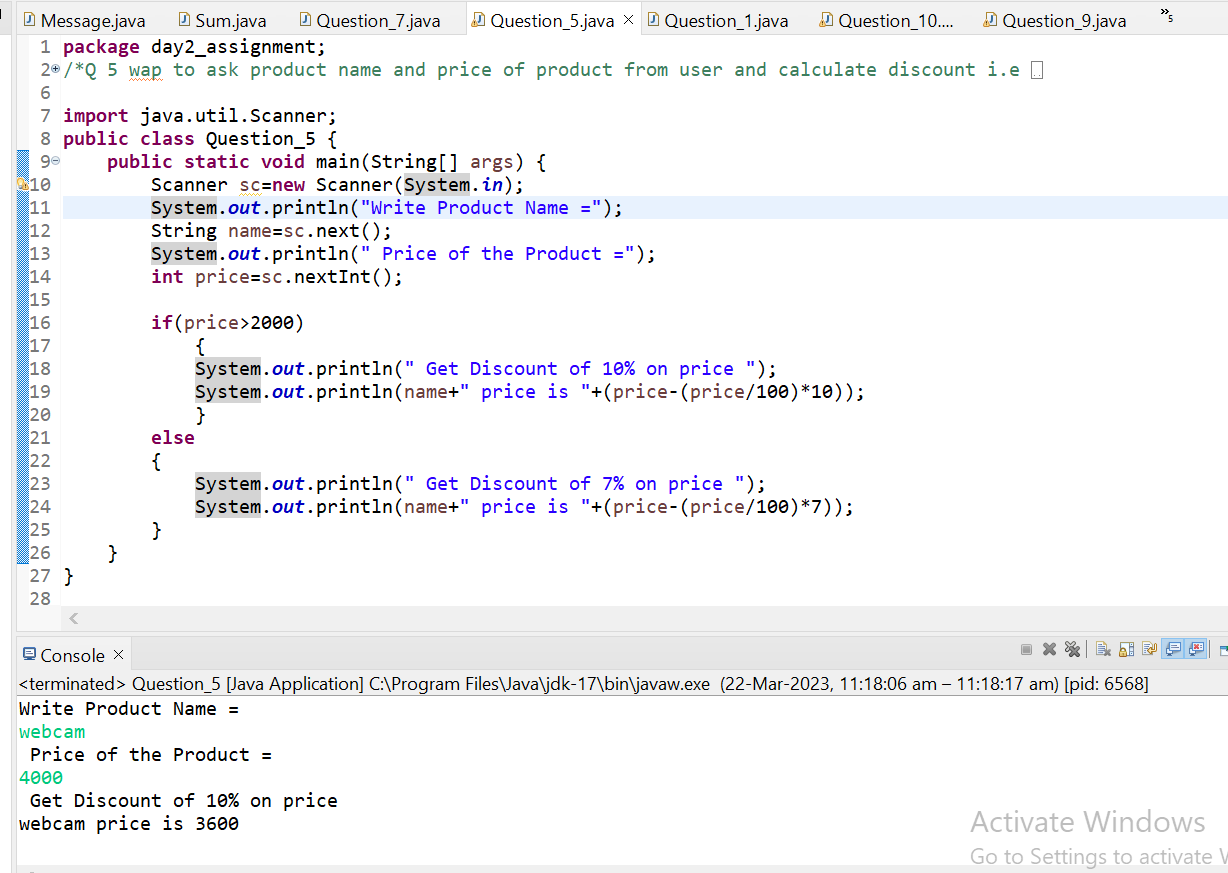 Message.java Sum.java Question_7.java Question_5.java Question_1.java Question_10.... Question_9.java »5
1 package day2_assignment;
2 /*Q 5 wap to ask product name and price of product from user and calculate discount i.e
6
7 import java.util.Scanner;
8 public class Question_5 {
9 public static void main(String[] args) {
10 Scanner sc=new Scanner(System.in);
11 System.out.println("Write Product Name =");
12 String name=sc.next();
13 System.out.println(" Price of the Product =");
14 int price=sc.nextInt();
15
16 if(price>2000)
17 {
18 System.out.println(" Get Discount of 10% on price ");
19 System.out.println(name+" price is "+(price-(price/100)*10));
20 }
21 else
22 {
23 System.out.println(" Get Discount of 7% on price ");
24 System.out.println(name+" price is "+(price-(price/100)*7));
25 }
26 }
27 }
28
Console
<terminated> Question_5 [Java Application] C:\Program Files\Java\jdk-17\bin\javaw.exe (22-Mar-2023, 11:18:06 am – 11:18:17 am) [pid: 6568]
Write Product Name =
webcam
Price of the Product =
4000
Get Discount of 10% on price
webcam price is 3600
Activate Windows
Go to Settings to activate